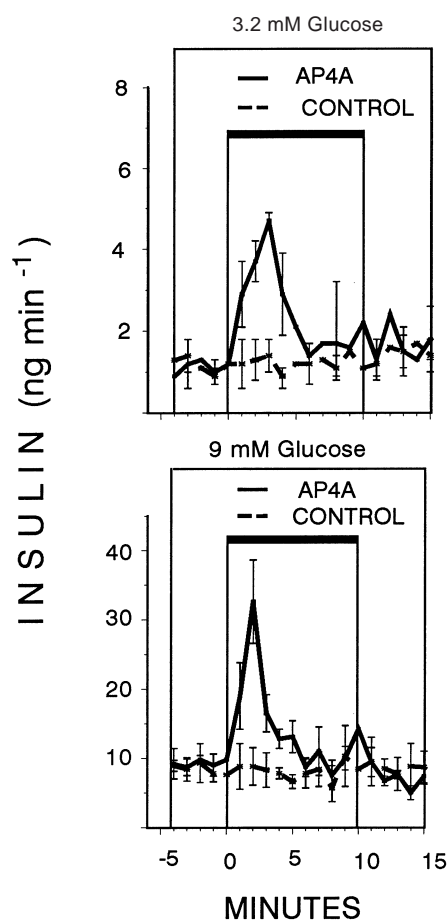 3.2 mM Glucose
AP4A
CONTROL
8
6
4
2
INSULIN (ng min -1)
9 mM Glucose
AP4A
CONTROL
40
30
20
10
-5 0 5 10 15
MINUTES